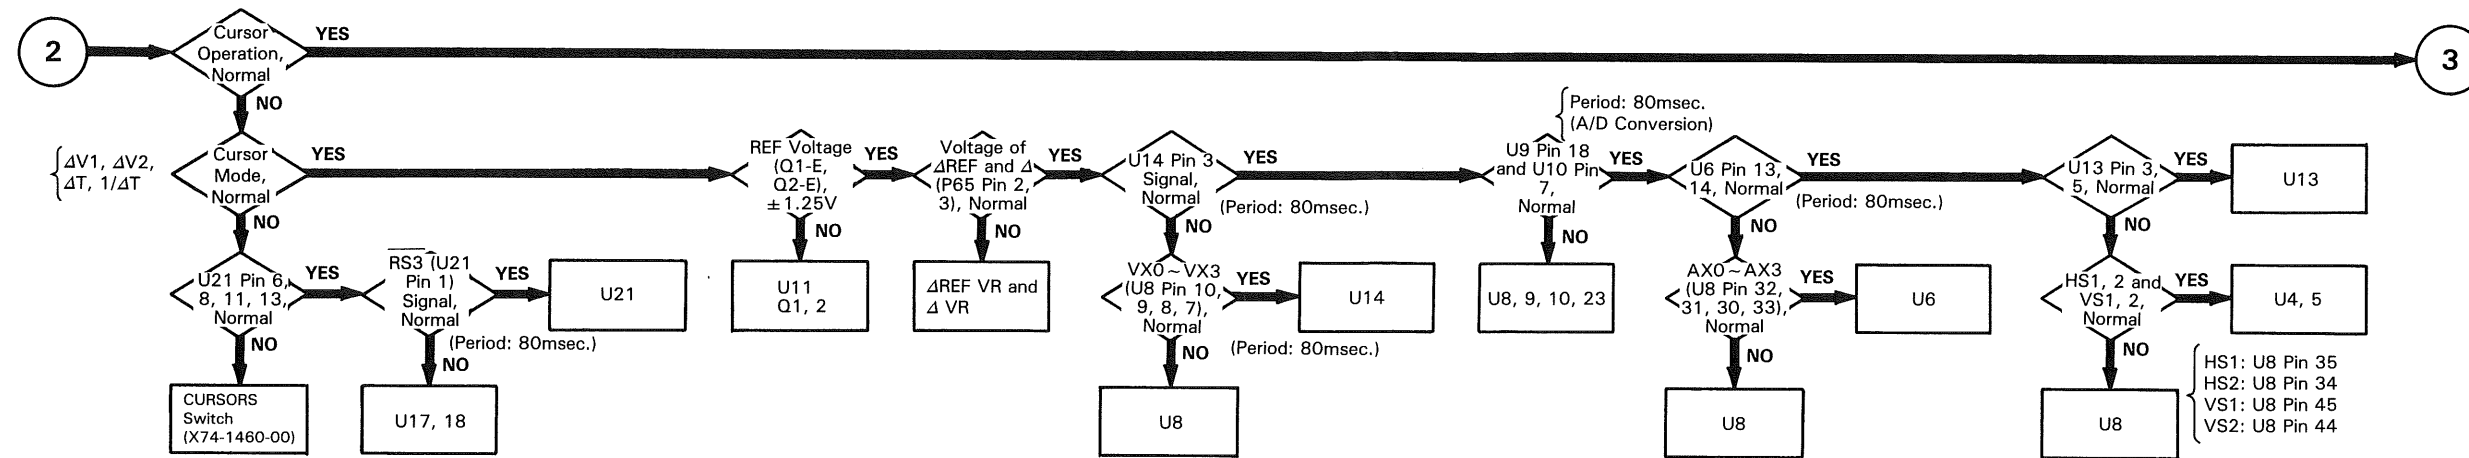 2
Cursor
Operation,
Normal
YES
3
NO
ΔV1, ΔV2,
ΔT, 1/ΔT
Cursor
Mode,
Normal
YES
NO
REF Voltage
(Q1-E,
Q2-E),
±1.25V
YES
NO
Voltage of
ΔREF and Δ
(P65 Pin 2,
3), Normal
YES
NO
U14 Pin 3
Signal,
Normal
YES
(Period: 80msec.)
NO
Period: 80msec.
(A/D Conversion)
U9 Pin 18
and U10 Pin
7,
Normal
YES
NO
U6 Pin 13,
14, Normal
YES
(Period: 80msec.)
NO
U13 Pin 3,
5, Normal
YES
NO
U13
U21 Pin 6,
8, 11, 13,
Normal
YES
NO
RS3 (U21
Pin 1)
Signal,
Normal
YES
(Period: 80msec.)
NO
U21
U11
Q1, 2
ΔREF VR and
Δ VR
VX0~VX3
(U8 Pin 10,
9, 8, 7),
Normal
YES
(Period: 80msec.)
NO
U14
U8, 9, 10, 23
AX0~AX3
(U8 Pin 32,
31, 30, 33),
Normal
YES
NO
U6
HS1, 2 and
VS1, 2,
Normal
YES
NO
U4, 5
CURSORS
Switch
(X74-1460-00)
U17, 18
U8
U8
U8
HS1: U8 Pin 35
HS2: U8 Pin 34
VS1: U8 Pin 45
VS2: U8 Pin 44